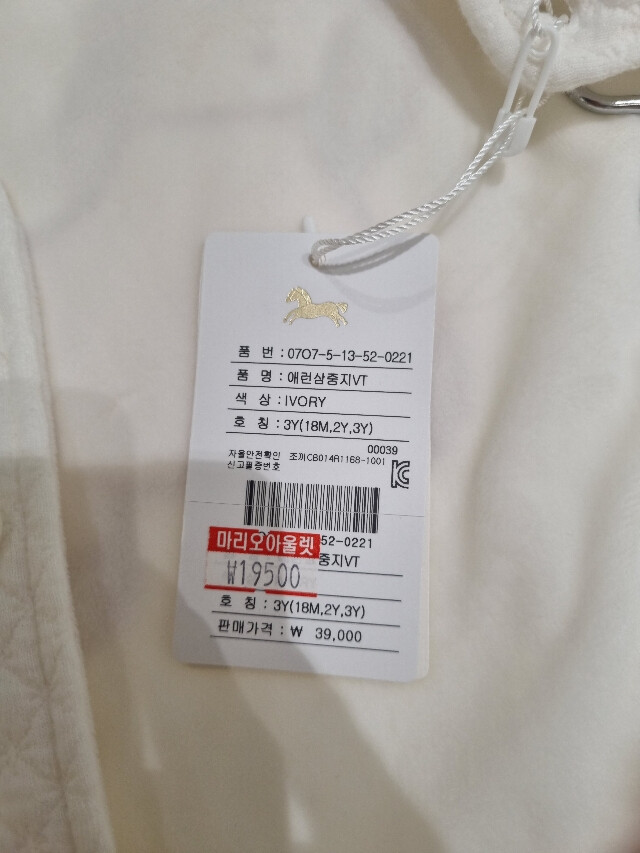 품 번 : 07O7-5-13-52-0221
품 명 : 애런삼중지VT
색 상 : IVORY
호 칭 : 3Y(18M,2Y,3Y)
00039
자율안전확인 조끼CB014R1168-1001
신고필증번호
마리오아울렛 52-0221
₩19500 중지VT
호 칭 : 3Y(18M,2Y,3Y)
판매가격 : ₩ 39,000